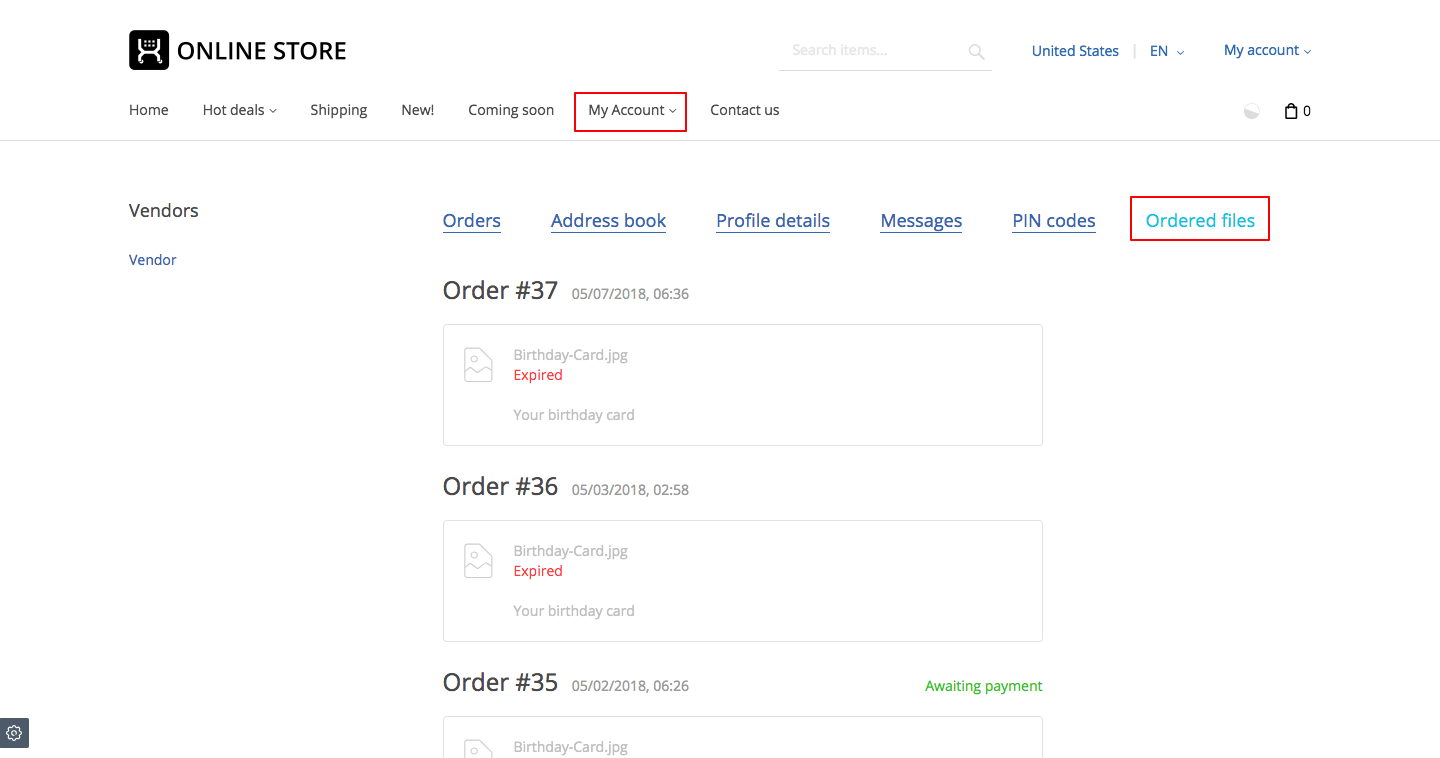 ONLINE STORE
Search items...
United States | EN
My account
Home Hot deals Shipping New! Coming soon My Account Contact us
0
Vendors
Vendor
Orders Address book Profile details Messages PIN codes Ordered files
Order #37 05/07/2018, 06:36
Birthday-Card.jpg
Expired
Your birthday card
Order #36 05/03/2018, 02:58
Birthday-Card.jpg
Expired
Your birthday card
Order #35 05/02/2018, 06:26 Awaiting payment
Birthday-Card.jpg